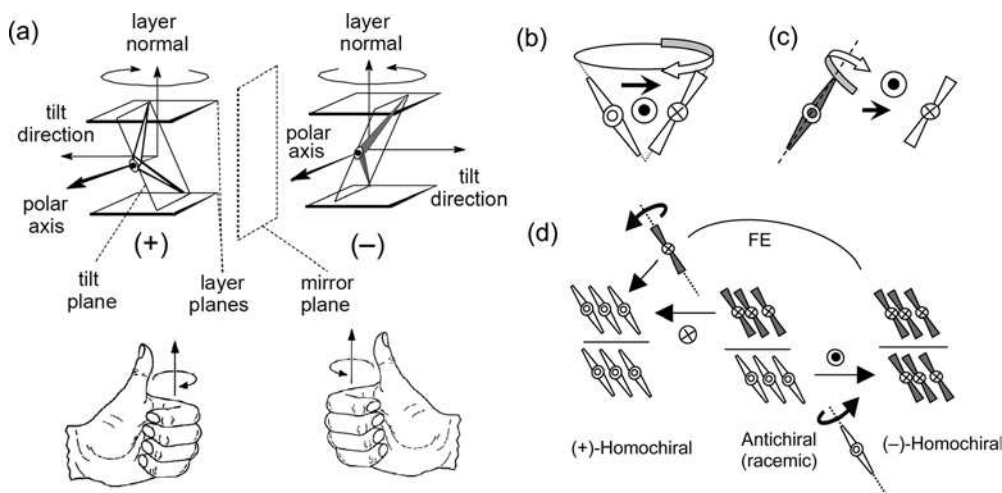 (a)
layer
normal
layer
normal
tilt
direction
polar
axis
polar
axis
tilt
direction
(+)
(–)
tilt
plane
layer
planes
mirror
plane
(b)
(c)
(d)
FE
(+)-Homochiral
Antichiral
(racemic)
(–)-Homochiral